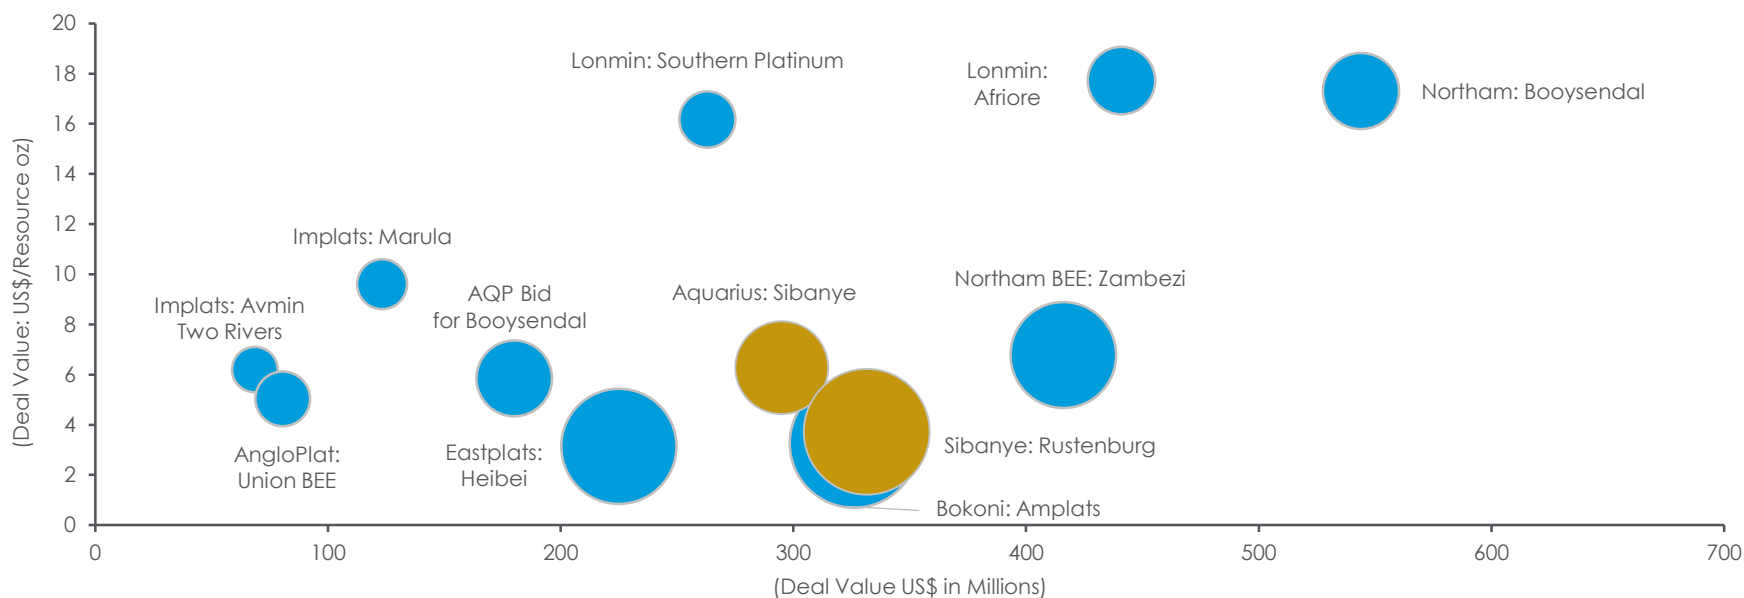 20
18
16
14
12
10
8
6
4
2
0
(Deal Value: US$/Resource oz)
Lonmin: Southern Platinum
Lonmin:
Afriore
Northam: Booysendal
Implats: Marula
Implats: Avmin
Two Rivers
AQP Bid
for Booysendal
Aquarius: Sibanye
Northam BEE: Zambezi
AngloPlat:
Union BEE
Eastplats:
Heibei
Sibanye: Rustenburg
Bokoni: Amplats
0
100
200
300
400
500
600
700
(Deal Value US$ in Millions)